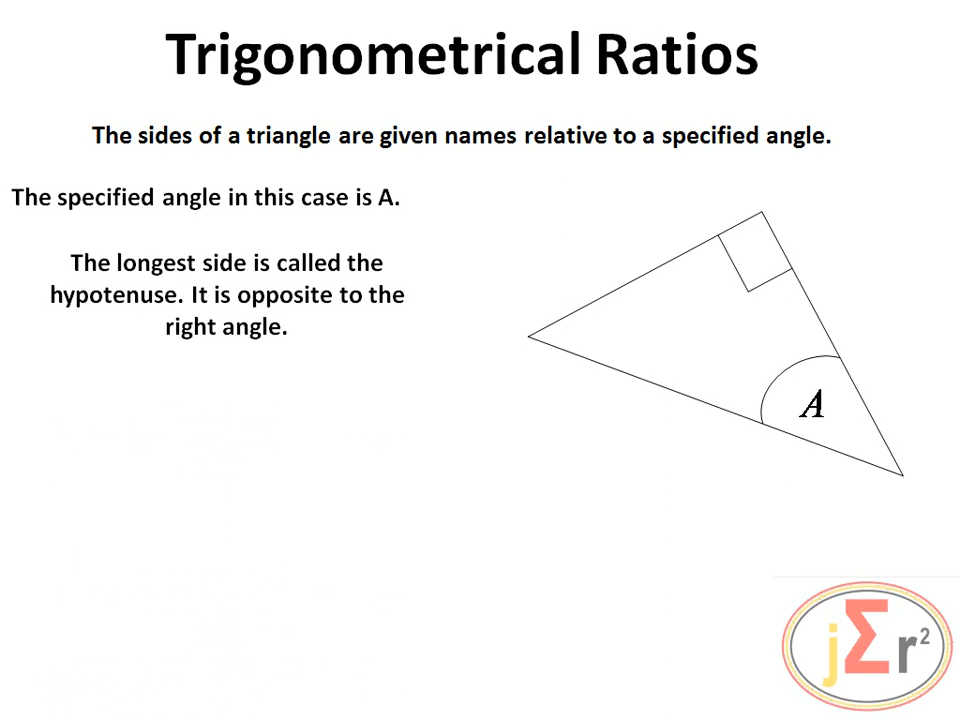 Trigonometrical Ratios
The sides of a triangle are given names relative to a specified angle.
The specified angle in this case is A.
The longest side is called the
hypotenuse. It is opposite to the
right angle.
A
jΣr²